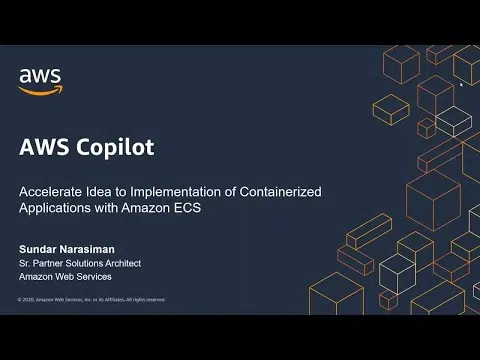 aws
AWS Copilot
Accelerate Idea to Implementation of Containerized
Applications with Amazon ECS
Sundar Narasiman
Sr. Partner Solutions Architect
Amazon Web Services
© 2020, Amazon Web Services, Inc. or its Affiliates. All rights reserved.